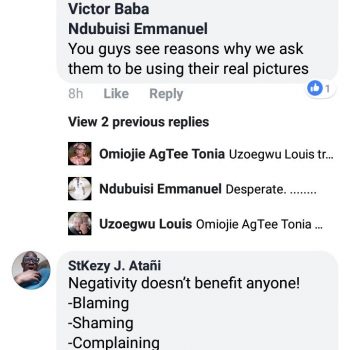 Victor Baba
Ndubuisi Emmanuel
You guys see reasons why we ask
them to be using their real pictures
8h Like Reply 1
View 2 previous replies
Omiojie AgTee Tonia Uzoegwu Louis tr...
Ndubuisi Emmanuel Desperate. ........
Uzoegwu Louis Omiojie AgTee Tonia ...
StKezy J. Atañi
Negativity doesn't benefit anyone!
-Blaming
-Shaming
-Complaining